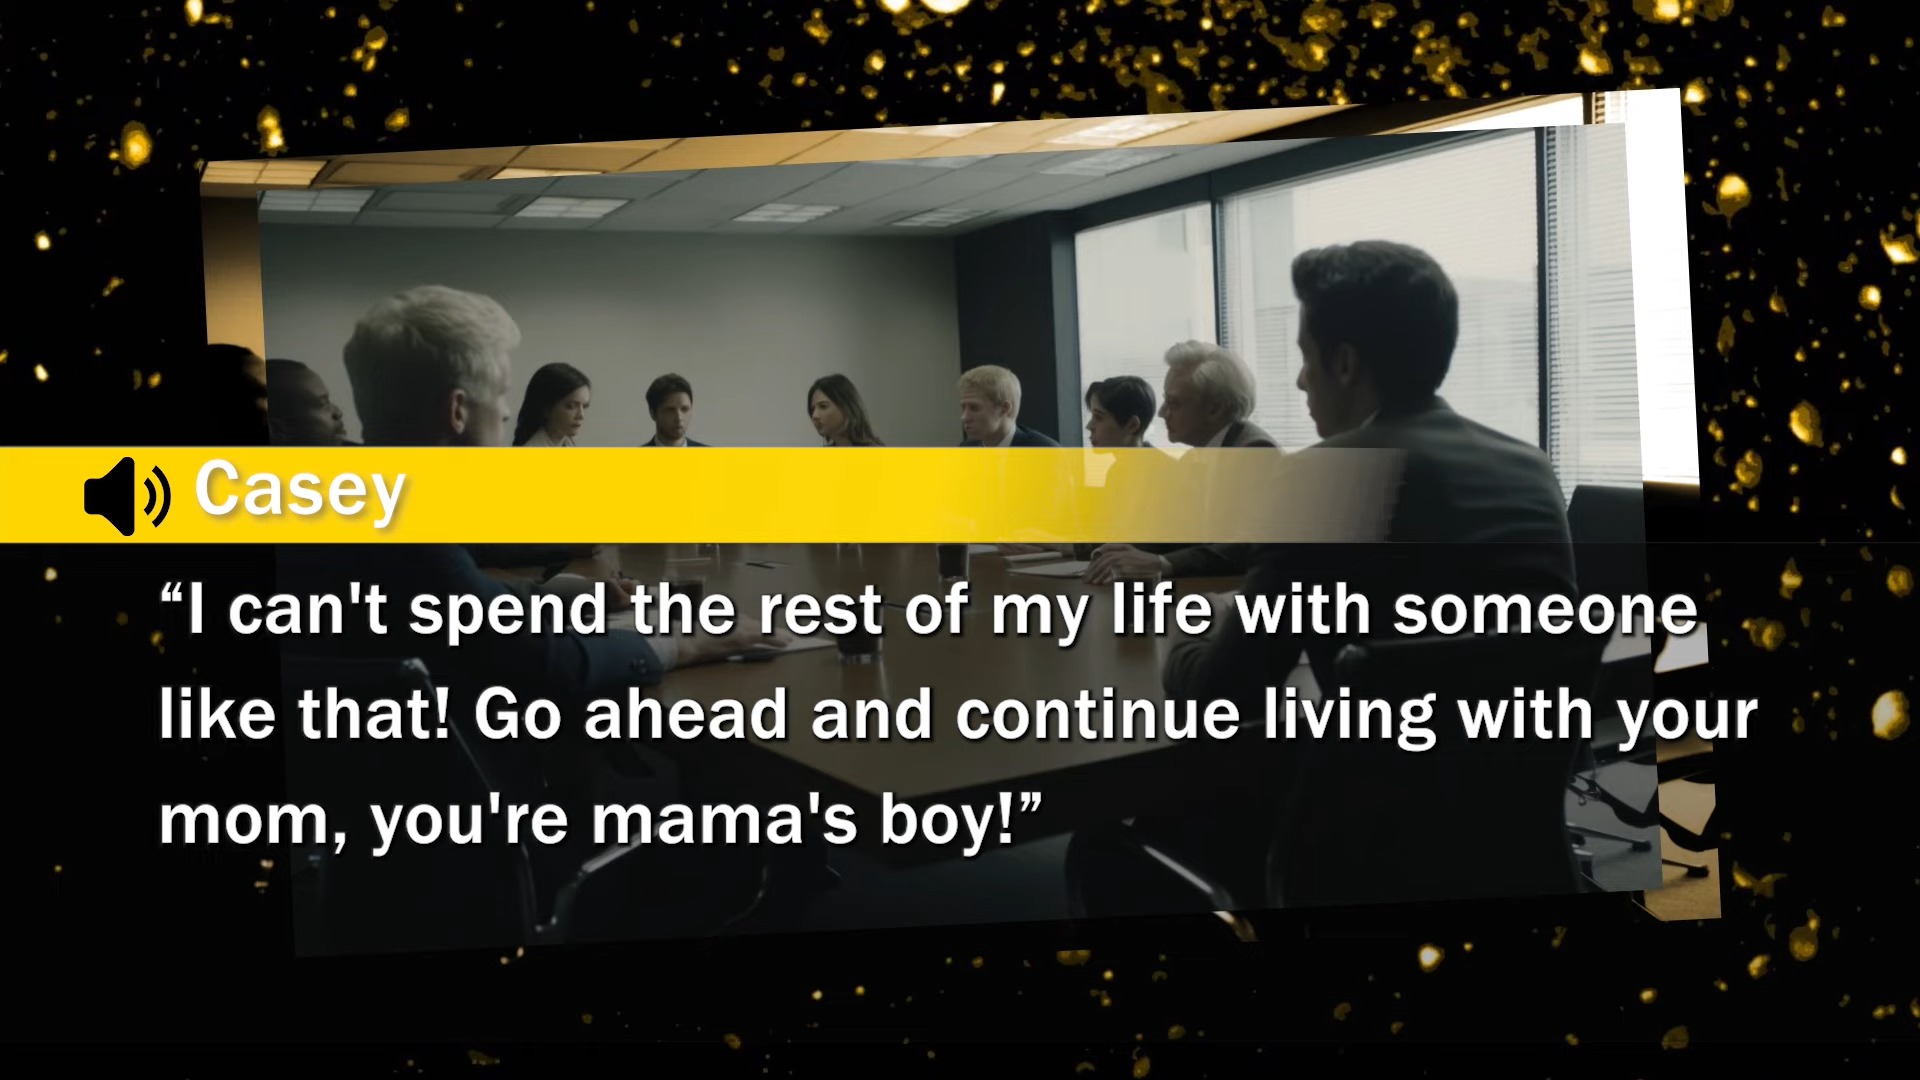 Casey
“I can't spend the rest of my life with someone
like that! Go ahead and continue living with your
mom, you're mama's boy!”